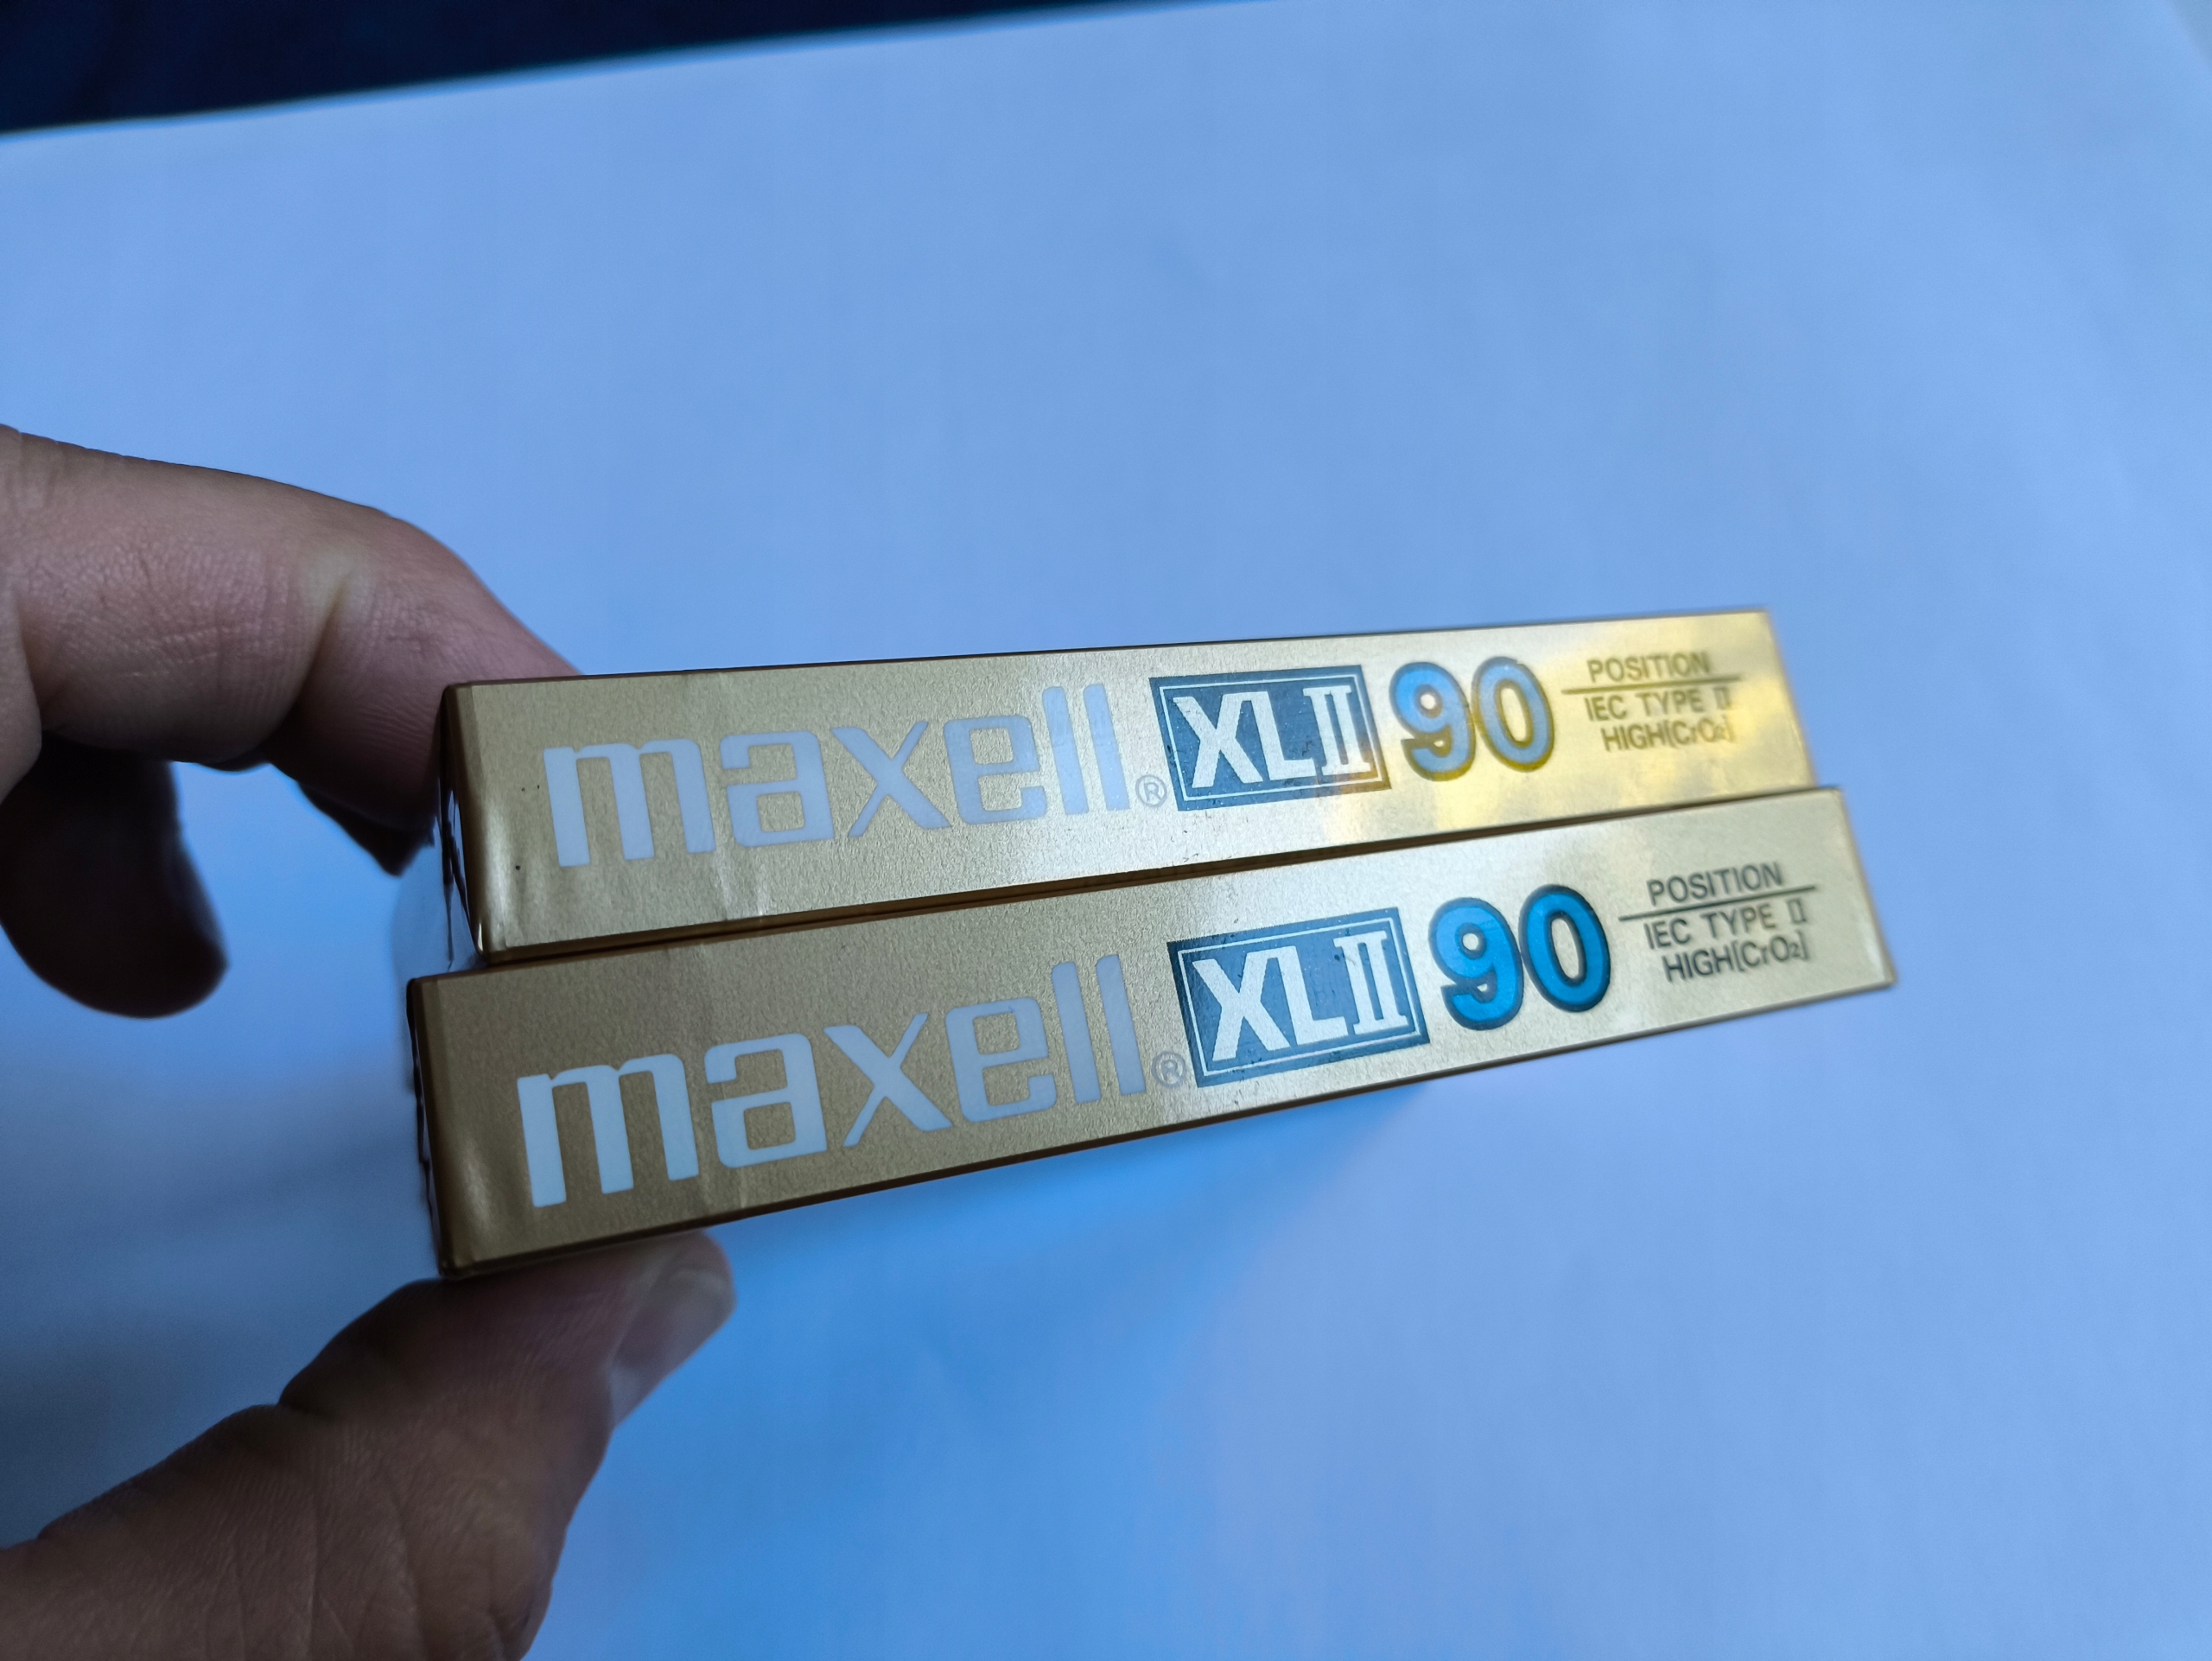 maxell® XLII 90 POSITION
IEC TYPE II
HIGH[CrO₂]
maxell® XLII 90 POSITION
IEC TYPE II
HIGH[CrO₂]